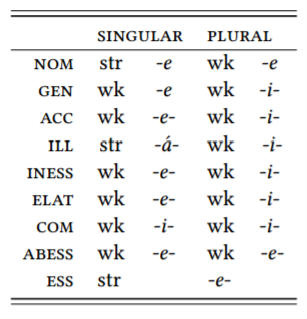 SINGULAR PLURAL
NOM str -e wk -e
GEN wk -e wk -i-
ACC wk -e- wk -i-
ILL str -á- wk -i-
INESS wk -e- wk -i-
ELAT wk -e- wk -i-
COM wk -i- wk -i-
ABESS wk -e- wk -e-
ESS str -e-